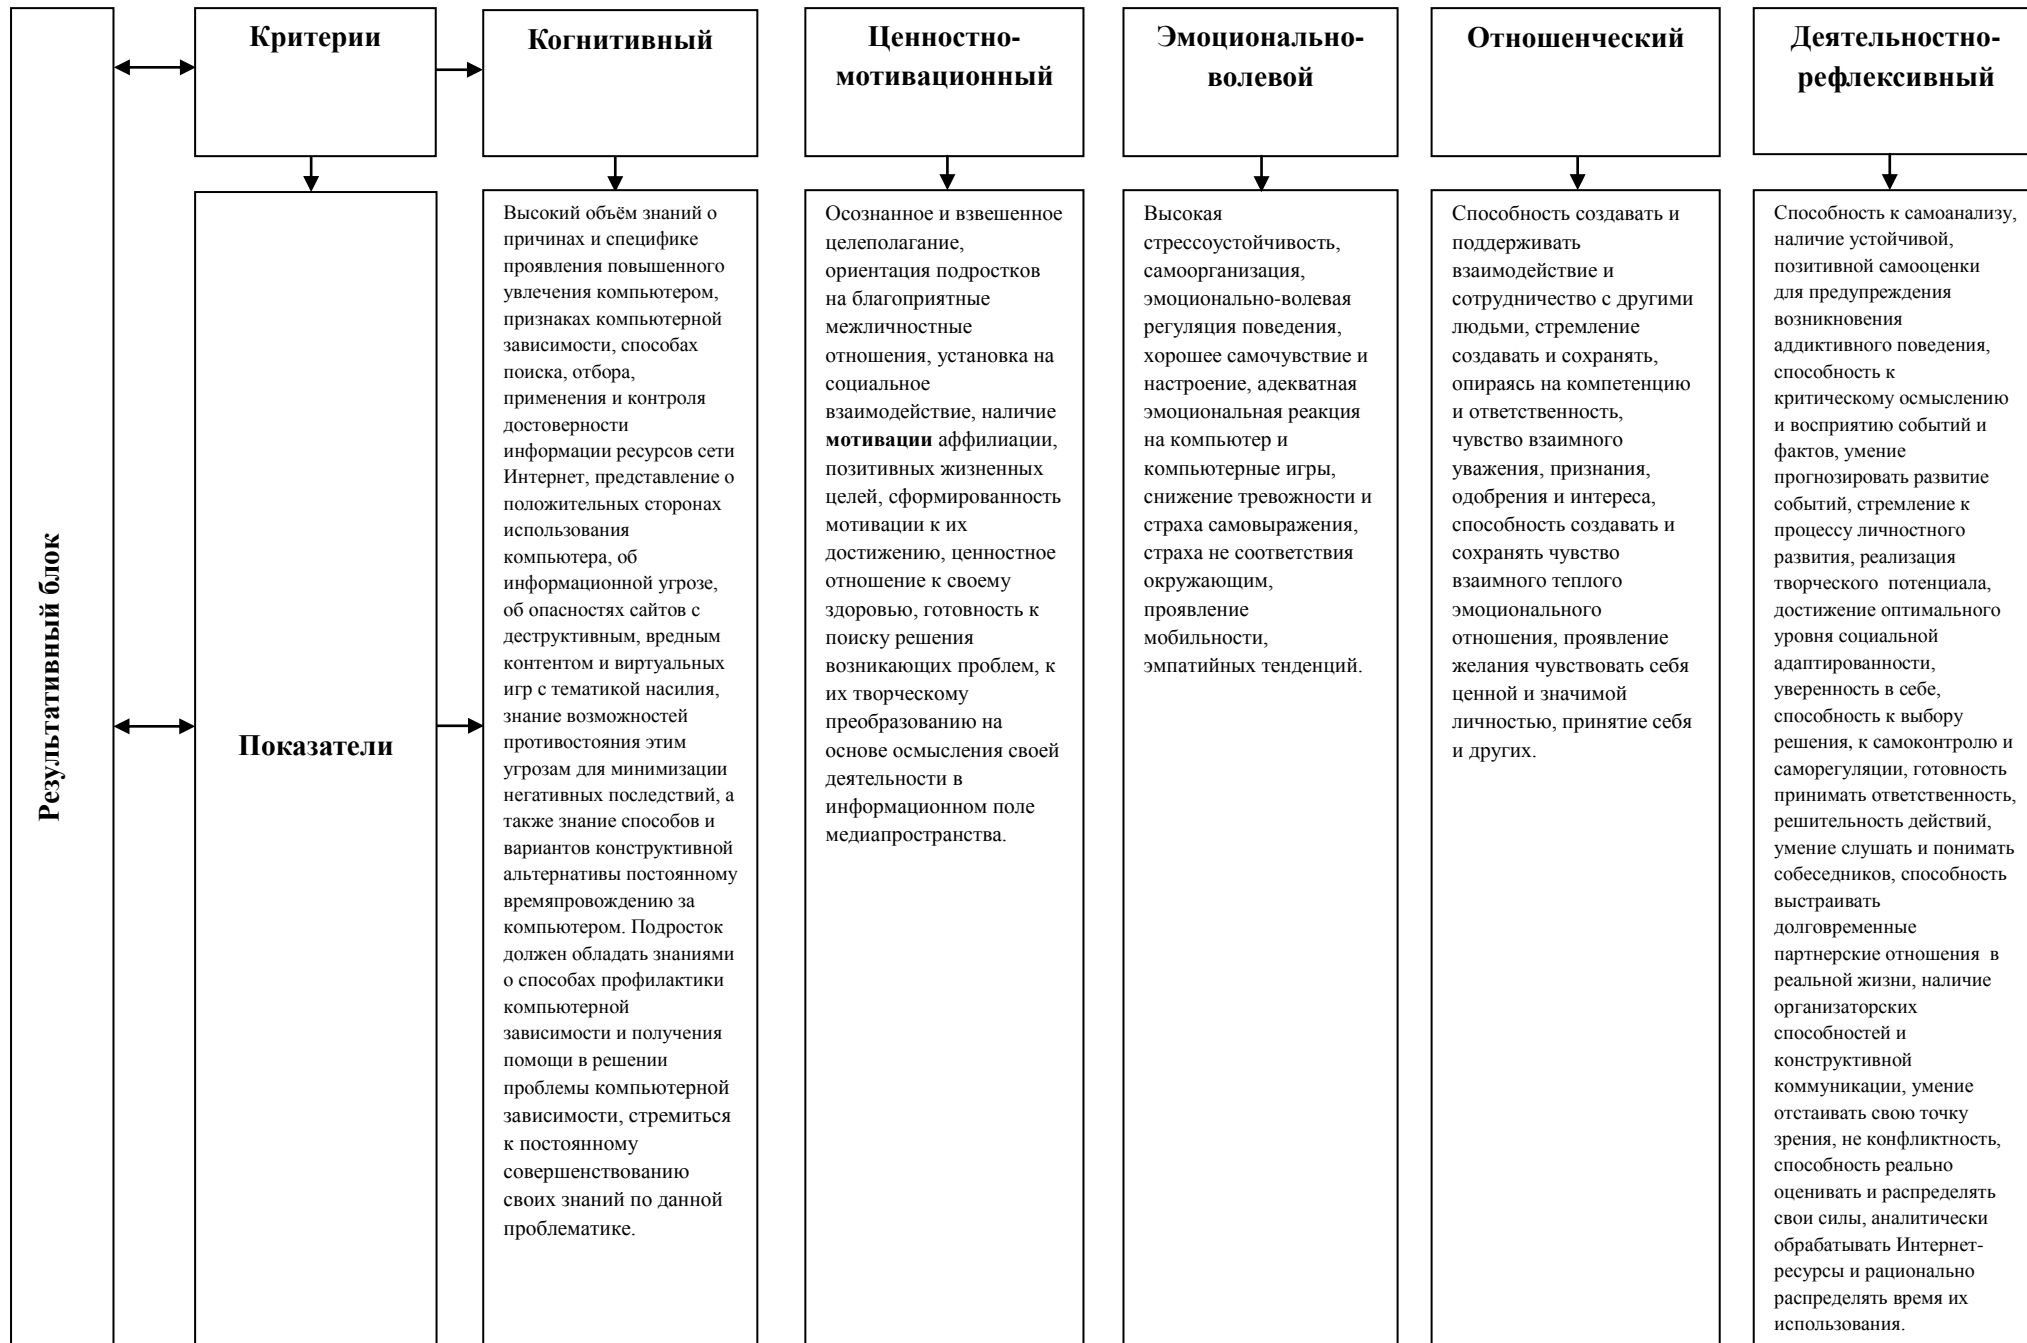 Результативный блок
Критерии
Когнитивный
Ценностно-
мотивационный
Эмоционально-
волевой
Отношенческий
Деятельностно-
рефлексивный
Показатели
Высокий объём знаний о
причинах и специфике
проявления повышенного
увлечения компьютером,
признаках компьютерной
зависимости, способах
поиска, отбора,
применения и контроля
достоверности
информации ресурсов сети
Интернет, представление о
положительных сторонах
использования
компьютера, об
информационной угрозе,
об опасностях сайтов с
деструктивным, вредным
контентом и виртуальных
игр с тематикой насилия,
знание возможностей
противостояния этим
угрозам для минимизации
негативных последствий, а
также знание способов и
вариантов конструктивной
альтернативы постоянному
времяпровождению за
компьютером. Подросток
должен обладать знаниями
о способах профилактики
компьютерной
зависимости и получения
помощи в решении
проблемы компьютерной
зависимости, стремиться
к постоянному
совершенствованию
своих знаний по данной
проблематике.
Осознанное и взвешенное
целеполагание,
ориентация подростков
на благоприятные
межличностные
отношения, установка на
социальное
взаимодействие, наличие
мотивации аффилиации,
позитивных жизненных
целей, сформированность
мотивации к их
достижению, ценностное
отношение к своему
здоровью, готовность к
поиску решения
возникающих проблем, к
их творческому
преобразованию на
основе осмысления своей
деятельности в
информационном поле
медиапространства.
Высокая
стрессоустойчивость,
самоорганизация,
эмоционально-волевая
регуляция поведения,
хорошее самочувствие и
настроение, адекватная
эмоциональная реакция
на компьютер и
компьютерные игры,
снижение тревожности и
страха самовыражения,
страха не соответствия
окружающим,
проявление
мобильности,
эмпатийных тенденций.
Способность создавать и
поддерживать
взаимодействие и
сотрудничество с другими
людьми, стремление
создавать и сохранять,
опираясь на компетенцию
и ответственность,
чувство взаимного
уважения, признания,
одобрения и интереса,
способность создавать и
сохранять чувство
взаимного теплого
эмоционального
отношения, проявление
желания чувствовать себя
ценной и значимой
личностью, принятие себя
и других.
Способность к самоанализу,
наличие устойчивой,
позитивной самооценки
для предупреждения
возникновения
аддиктивного поведения,
способность к
критическому осмыслению
и восприятию событий и
фактов, умение
прогнозировать развитие
событий, стремление к
процессу личностного
развития, реализация
творческого потенциала,
достижение оптимального
уровня социальной
адаптированности,
уверенность в себе,
способность к выбору
решения, к самоконтролю и
саморегуляции, готовность
принимать ответственность,
решительность действий,
умение слушать и понимать
собеседников, способность
выстраивать
долговременные
партнерские отношения в
реальной жизни, наличие
организаторских
способностей и
конструктивной
коммуникации, умение
отстаивать свою точку
зрения, не конфликтность,
способность реально
оценивать и распределять
свои силы, аналитически
обрабатывать Интернет-
ресурсы и рационально
распределять время их
использования.